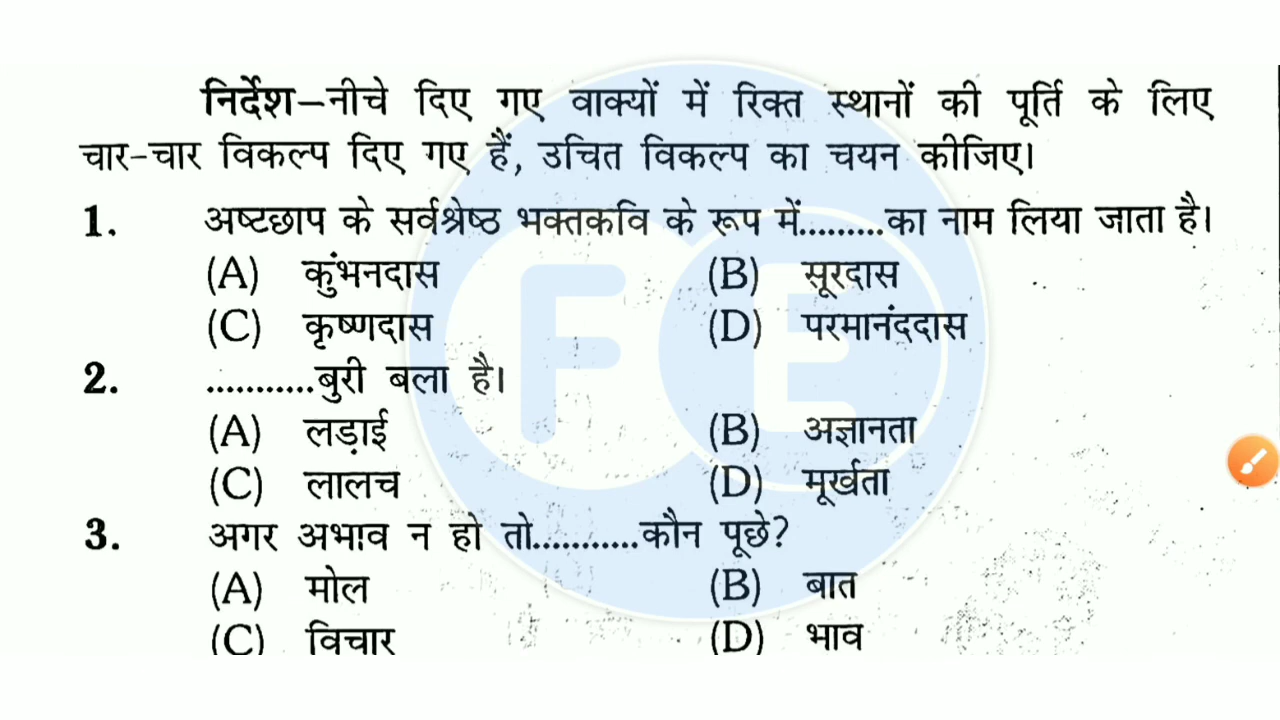 निर्देश–नीचे दिए गए वाक्यों में रिक्त स्थानों की पूर्ति के लिए
चार-चार विकल्प दिए गए हैं, उचित विकल्प का चयन कीजिए।
1. अष्टछाप के सर्वश्रेष्ठ भक्तकवि के रूप में.........का नाम लिया जाता है।
(A) कुंभनदास (B) सूरदास
(C) कृष्णदास (D) परमानंददास
2. ...........बुरी बला है।
(A) लड़ाई (B) अज्ञानता
(C) लालच (D) मूर्खता
3. अगर अभाव न हो तो...........कौन पूछे?
(A) मोल (B) बात
(C) विचार (D) भाव
FE